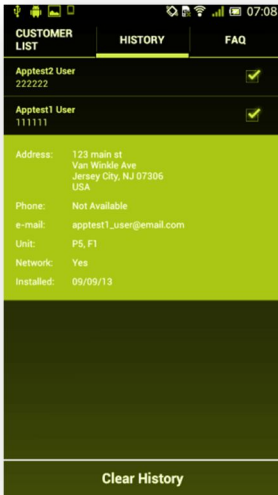 07:08
CUSTOMER
LIST
HISTORY
FAQ
Apptest2 User
222222
Apptest1 User
111111
Address: 123 main st
Van Winkle Ave
Jersey City, NJ 07306
USA
Phone: Not Available
e-mail: apptest1_user@email.com
Unit: P5, F1
Network: Yes
Installed: 09/09/13
Clear History